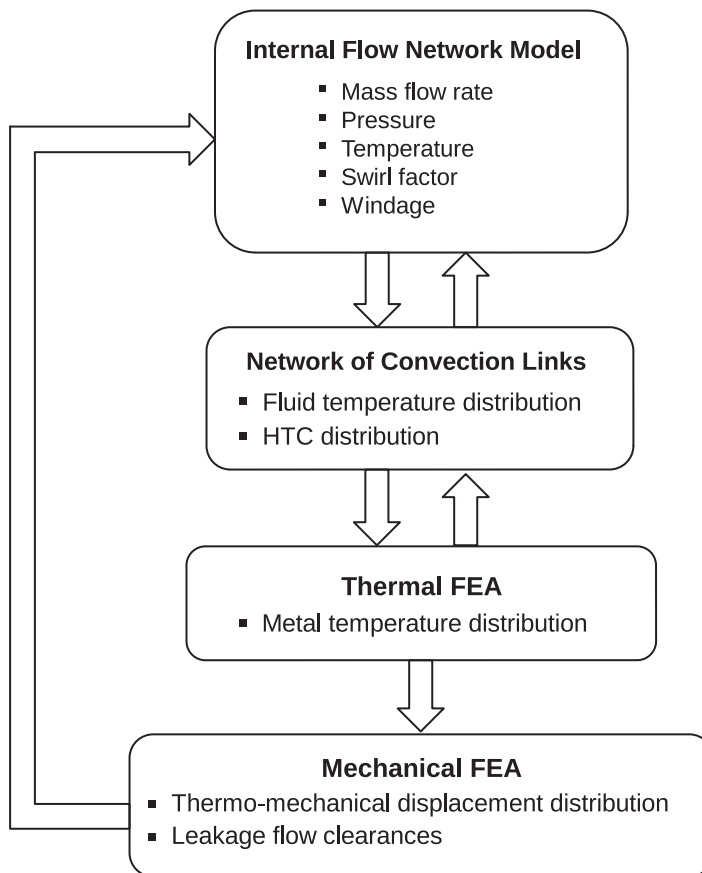 Internal Flow Network Model
▪ Mass flow rate
▪ Pressure
▪ Temperature
▪ Swirl factor
▪ Windage
Network of Convection Links
▪ Fluid temperature distribution
▪ HTC distribution
Thermal FEA
▪ Metal temperature distribution
Mechanical FEA
▪ Thermo-mechanical displacement distribution
▪ Leakage flow clearances